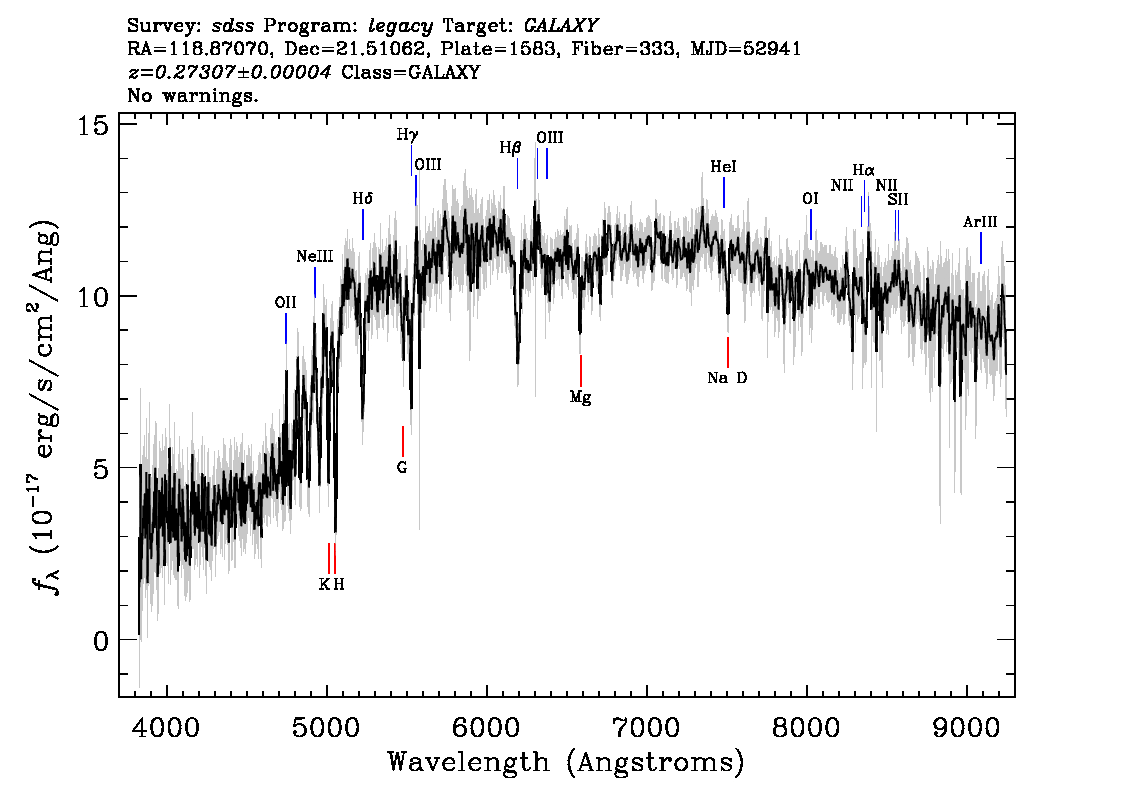 Survey: sdss Program: legacy Target: GALAXY
RA=118.87070, Dec=21.51062, Plate=1583, Fiber=333, MJD=52941
z=0.27307±0.00004 Class=GALAXY
No warnings.
15
10
5
0
fλ (10⁻¹⁷ erg/s/cm²/Ang)
Hγ
OIII
Hβ
OIII
HeI
Hα
NII
NII
SII
OI
Hδ
ArIII
NeIII
OII
Na D
Mg
G
K H
4000 5000 6000 7000 8000 9000
Wavelength (Angstroms)